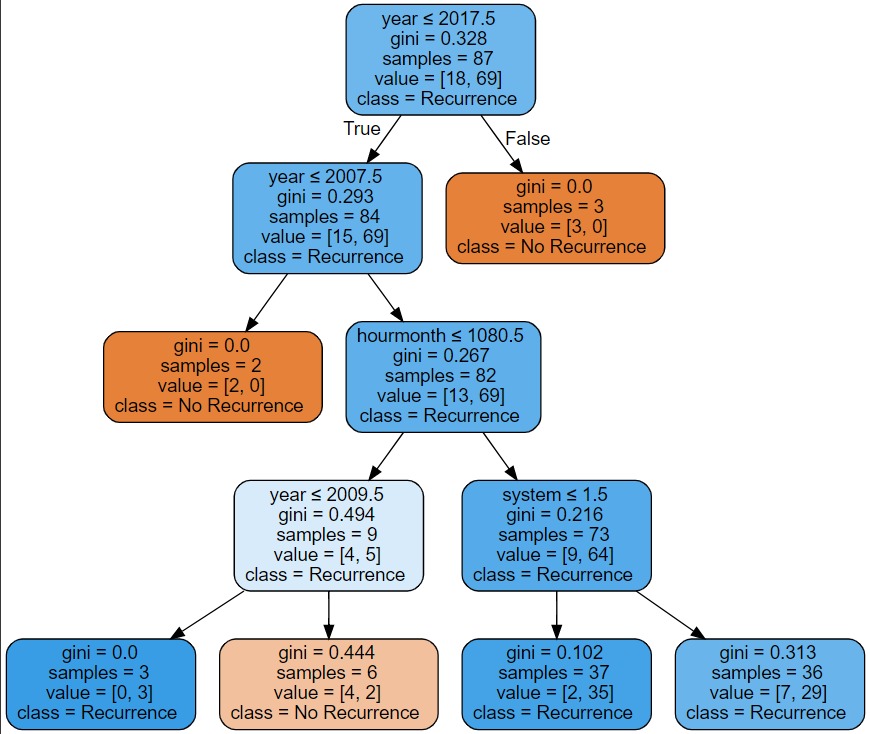 year ≤ 2017.5
gini = 0.328
samples = 87
value = [18, 69]
class = Recurrence
True
False
year ≤ 2007.5
gini = 0.293
samples = 84
value = [15, 69]
class = Recurrence
gini = 0.0
samples = 3
value = [3, 0]
class = No Recurrence
gini = 0.0
samples = 2
value = [2, 0]
class = No Recurrence
hourmonth ≤ 1080.5
gini = 0.267
samples = 82
value = [13, 69]
class = Recurrence
year ≤ 2009.5
gini = 0.494
samples = 9
value = [4, 5]
class = Recurrence
system ≤ 1.5
gini = 0.216
samples = 73
value = [9, 64]
class = Recurrence
gini = 0.0
samples = 3
value = [0, 3]
class = Recurrence
gini = 0.444
samples = 6
value = [4, 2]
class = No Recurrence
gini = 0.102
samples = 37
value = [2, 35]
class = Recurrence
gini = 0.313
samples = 36
value = [7, 29]
class = Recurrence